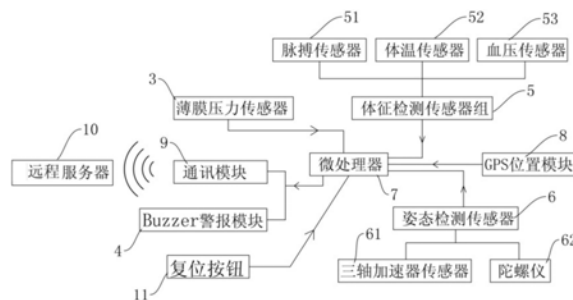 51
52
53
脉搏传感器
体温传感器
血压传感器
3
5
薄膜压力传感器
体征检测传感器组
10
9
8
远程服务器
通讯模块
微处理器
GPS位置模块
7
Buzzer警报模块
姿态检测传感器
4
6
61
62
复位按钮
三轴加速器传感器
陀螺仪
11